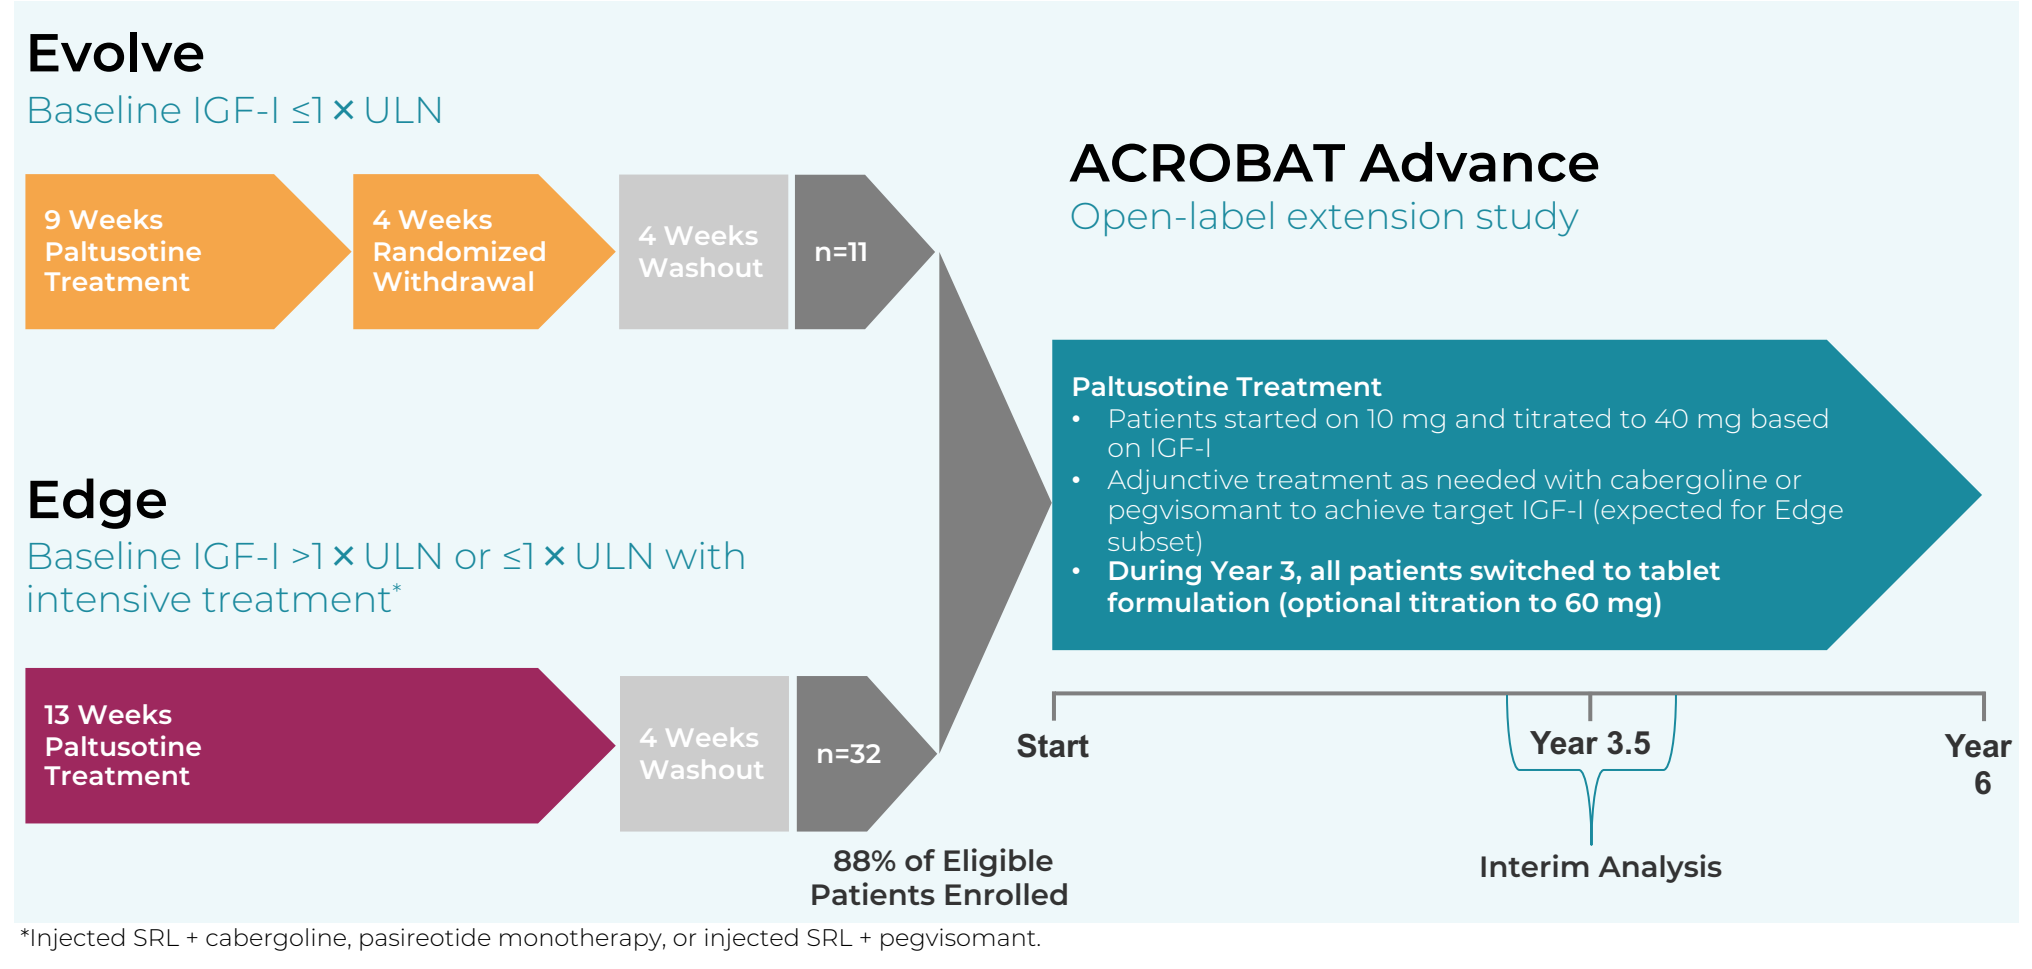 Evolve
Baseline IGF-I ≤1 × ULN
9 Weeks
Paltusotine
Treatment
4 Weeks
Randomized
Withdrawal
4 Weeks
Washout
n=11
Edge
Baseline IGF-I >1 × ULN or ≤1 × ULN with
intensive treatment*
13 Weeks
Paltusotine
Treatment
4 Weeks
Washout
n=32
88% of Eligible
Patients Enrolled
ACROBAT Advance
Open-label extension study
Paltusotine Treatment
• Patients started on 10 mg and titrated to 40 mg based
on IGF-I
• Adjunctive treatment as needed with cabergoline or
pegvisomant to achieve target IGF-I (expected for Edge
subset)
• During Year 3, all patients switched to tablet
formulation (optional titration to 60 mg)
Start
Year 3.5
Year
6
Interim Analysis
*Injected SRL + cabergoline, pasireotide monotherapy, or injected SRL + pegvisomant.